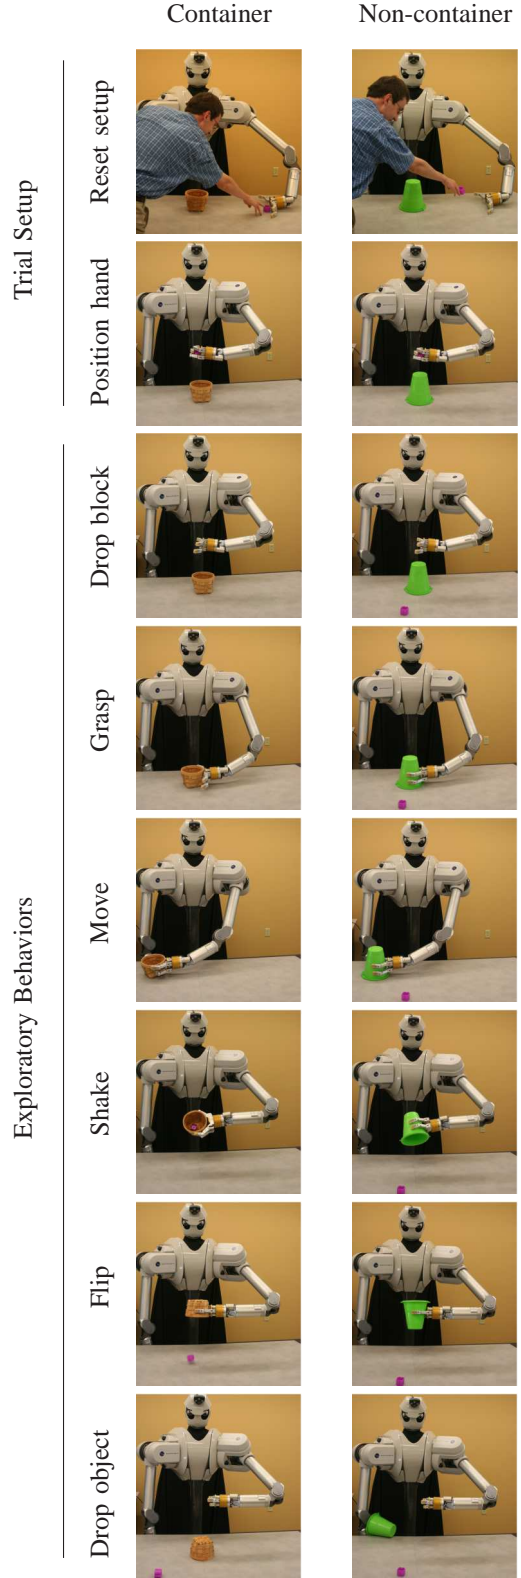 Container
Non-container
Trial Setup
Reset setup
Position hand
Exploratory Behaviors
Drop block
Grasp
Move
Shake
Flip
Drop object